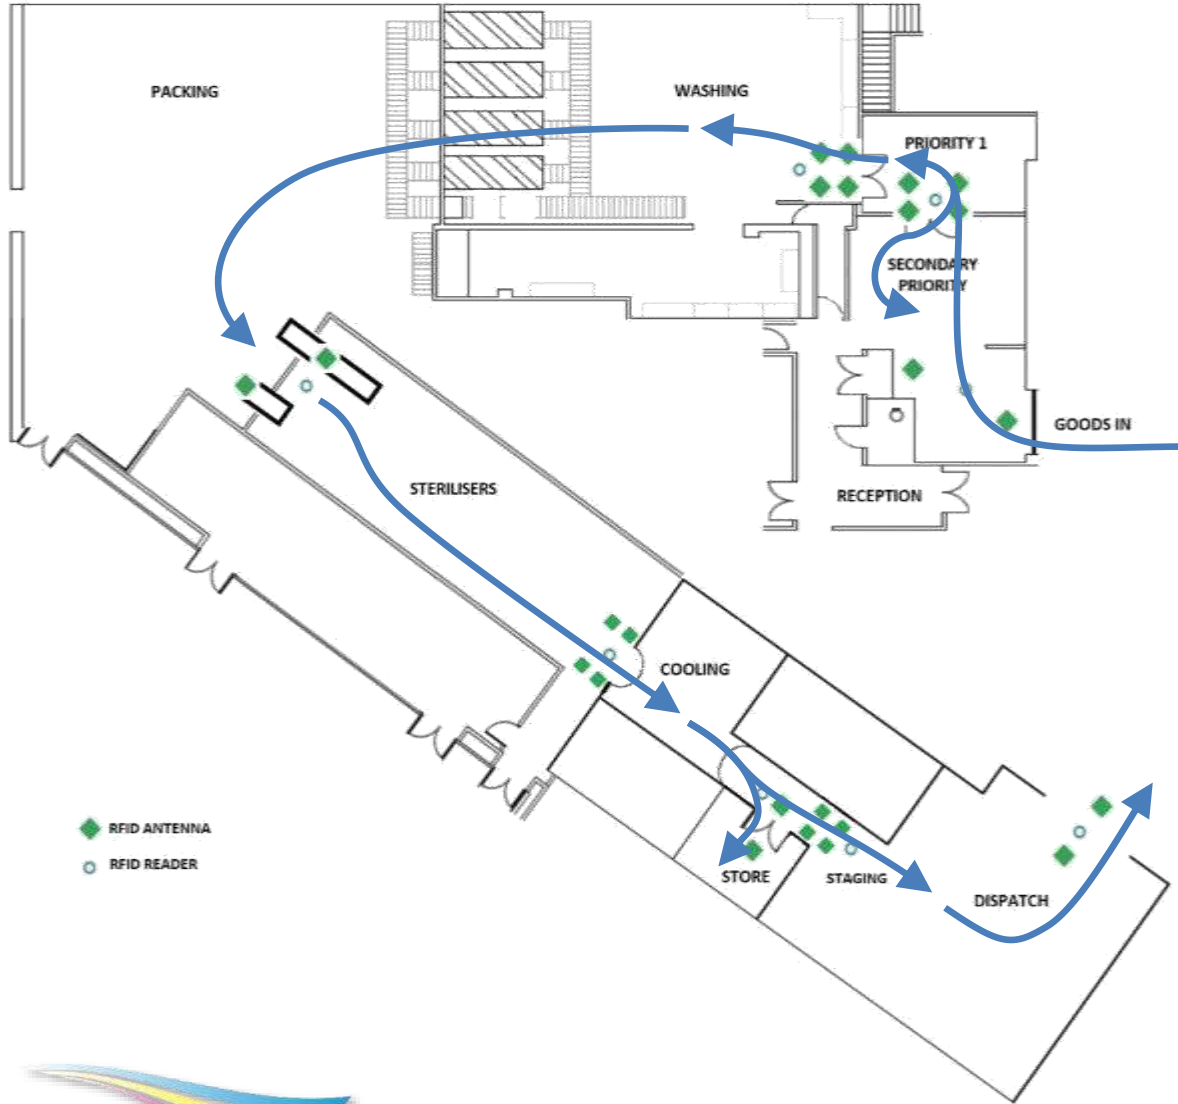 PACKING
WASHING
PRIORITY 1
SECONDARY
PRIORITY
GOODS IN
RECEPTION
STERILISERS
COOLING
RFID ANTENNA
RFID READER
STORE
STAGING
DISPATCH